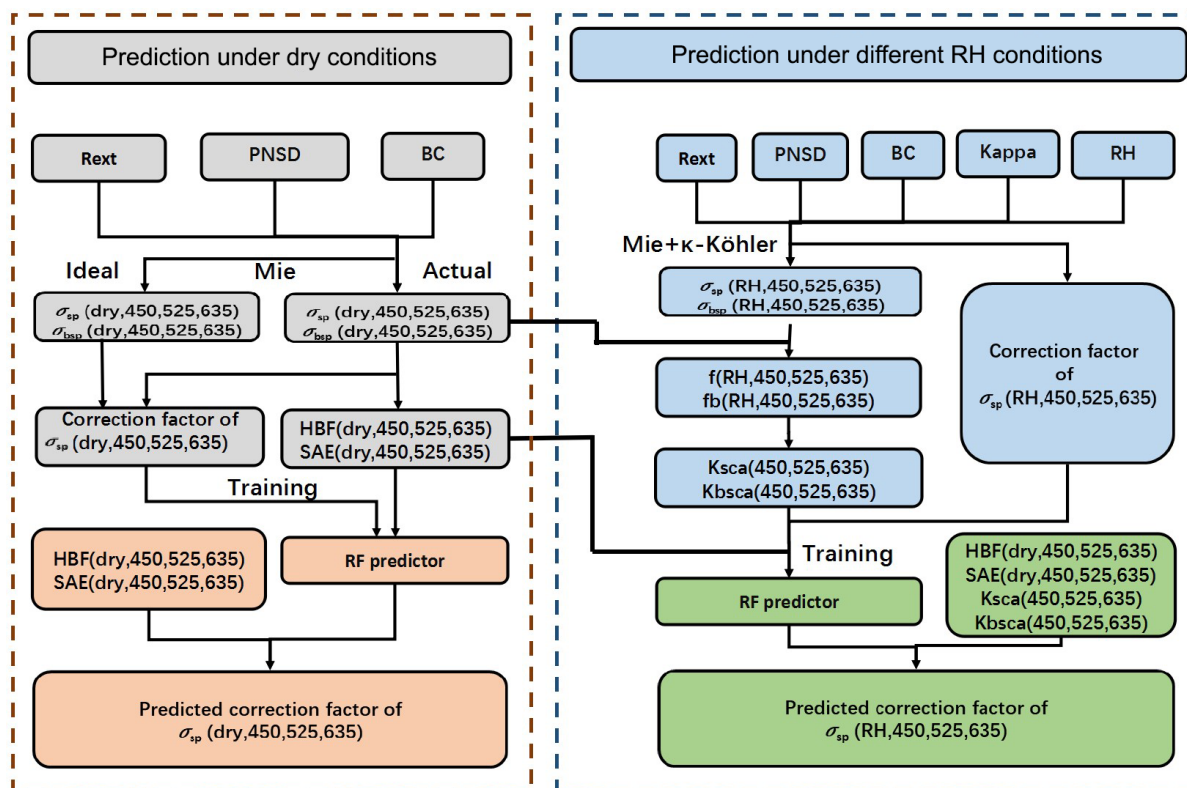 Prediction under dry conditions
Rext
PNSD
BC
Ideal
Mie
Actual
σsp (dry,450,525,635)
σbsp (dry,450,525,635)
σsp (dry,450,525,635)
σbsp (dry,450,525,635)
Correction factor of
σsp (dry,450,525,635)
HBF(dry,450,525,635)
SAE(dry,450,525,635)
Training
HBF(dry,450,525,635)
SAE(dry,450,525,635)
RF predictor
Predicted correction factor of
σsp (dry,450,525,635)
Prediction under different RH conditions
Rext
PNSD
BC
Kappa
RH
Mie+κ-Köhler
σsp (RH,450,525,635)
σbsp (RH,450,525,635)
Correction factor
of
σsp (RH,450,525,635)
f(RH,450,525,635)
fb(RH,450,525,635)
Ksca(450,525,635)
Kbsca(450,525,635)
Training
RF predictor
HBF(dry,450,525,635)
SAE(dry,450,525,635)
Ksca(450,525,635)
Kbsca(450,525,635)
Predicted correction factor of
σsp (RH,450,525,635)